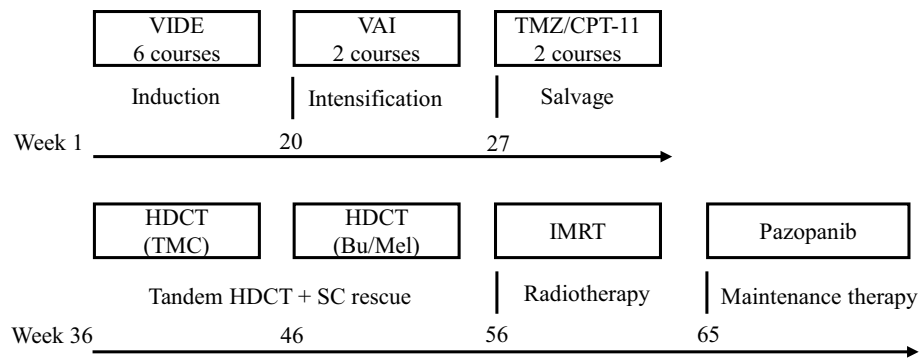 VIDE
6 courses
VAI
2 courses
TMZ/CPT-11
2 courses
Induction
Intensification
Salvage
Week 1
20
27
HDCT
(TMC)
HDCT
(Bu/Mel)
IMRT
Pazopanib
Tandem HDCT + SC rescue
Radiotherapy
Maintenance therapy
Week 36
46
56
65